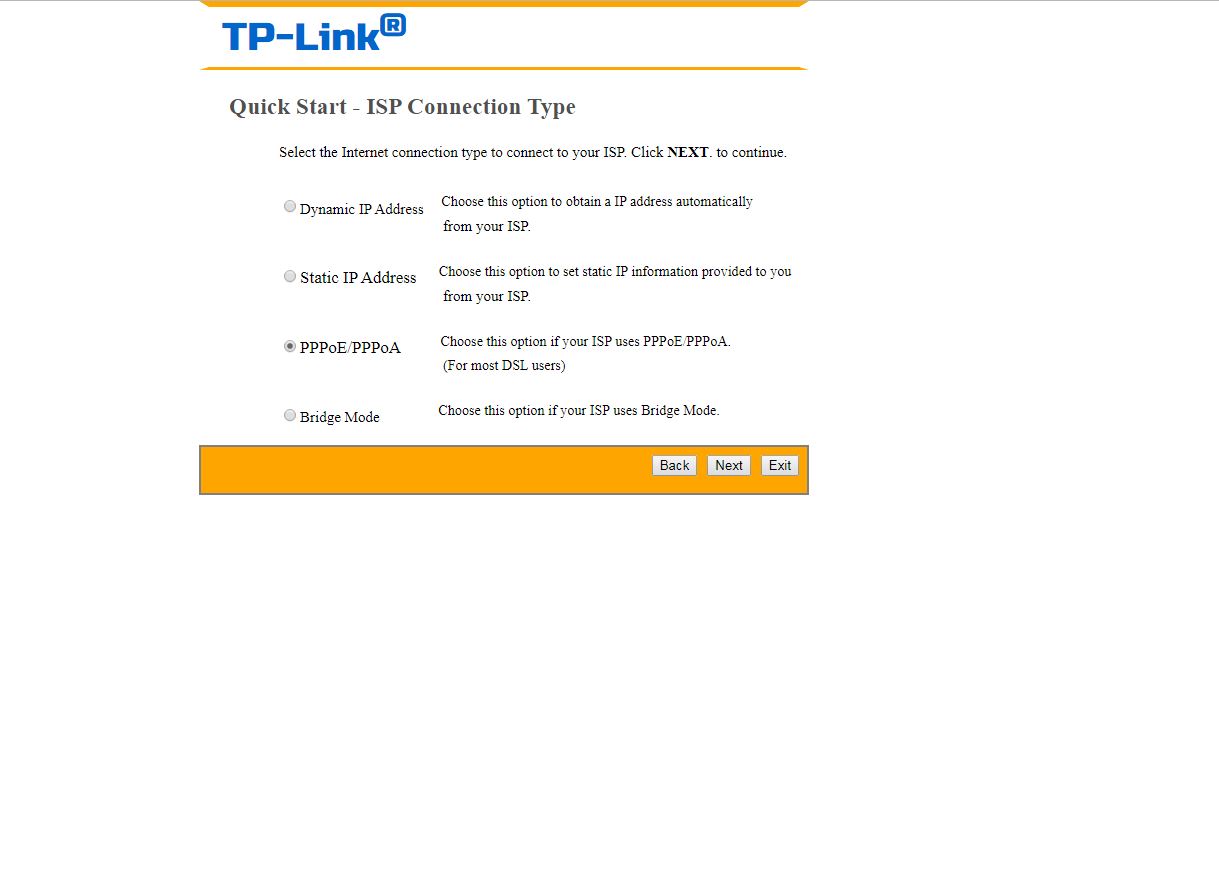 TP-Link®
Quick Start - ISP Connection Type
Select the Internet connection type to connect to your ISP. Click NEXT. to continue.
Dynamic IP Address
Choose this option to obtain a IP address automatically
from your ISP.
Static IP Address
Choose this option to set static IP information provided to you
from your ISP.
PPPoE/PPPoA
Choose this option if your ISP uses PPPoE/PPPoA.
(For most DSL users)
Bridge Mode
Choose this option if your ISP uses Bridge Mode.
Back Next Exit